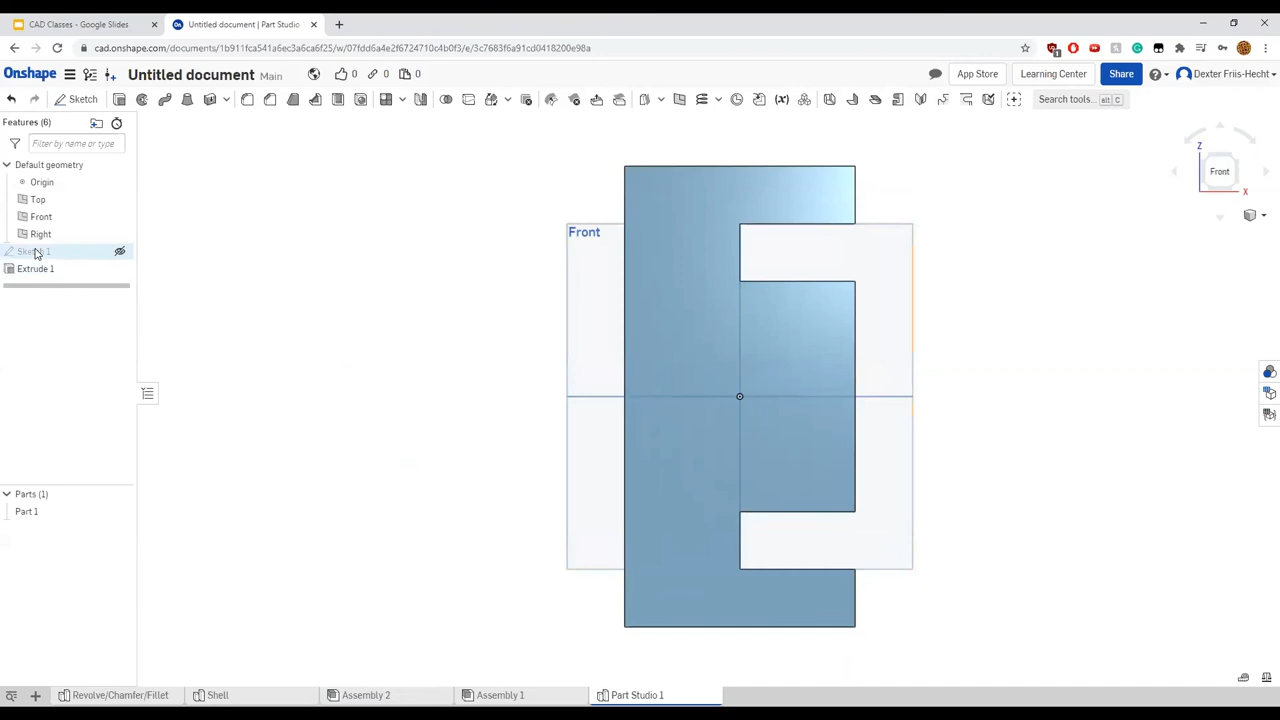 CAD Classes - Google Slides
Untitled document | Part Studio
cad.onshape.com/documents/1b911fca541a6ec3a6ca6f25/w/07fdd6a4e2f6724710c4b0f3/e/3c7683f6a91cd0418200e98a
Onshape
Untitled document Main
0
0
0
App Store
Learning Center
Share
Dexter Friis-Hecht
Sketch
Search tools... alt C
Features (6)
Filter by name or type
Default geometry
Origin
Top
Front
Right
Sketch 1
Extrude 1
Parts (1)
Part 1
Front
Z
Front
X
Revolve/Chamfer/Fillet
Shell
Assembly 2
Assembly 1
Part Studio 1